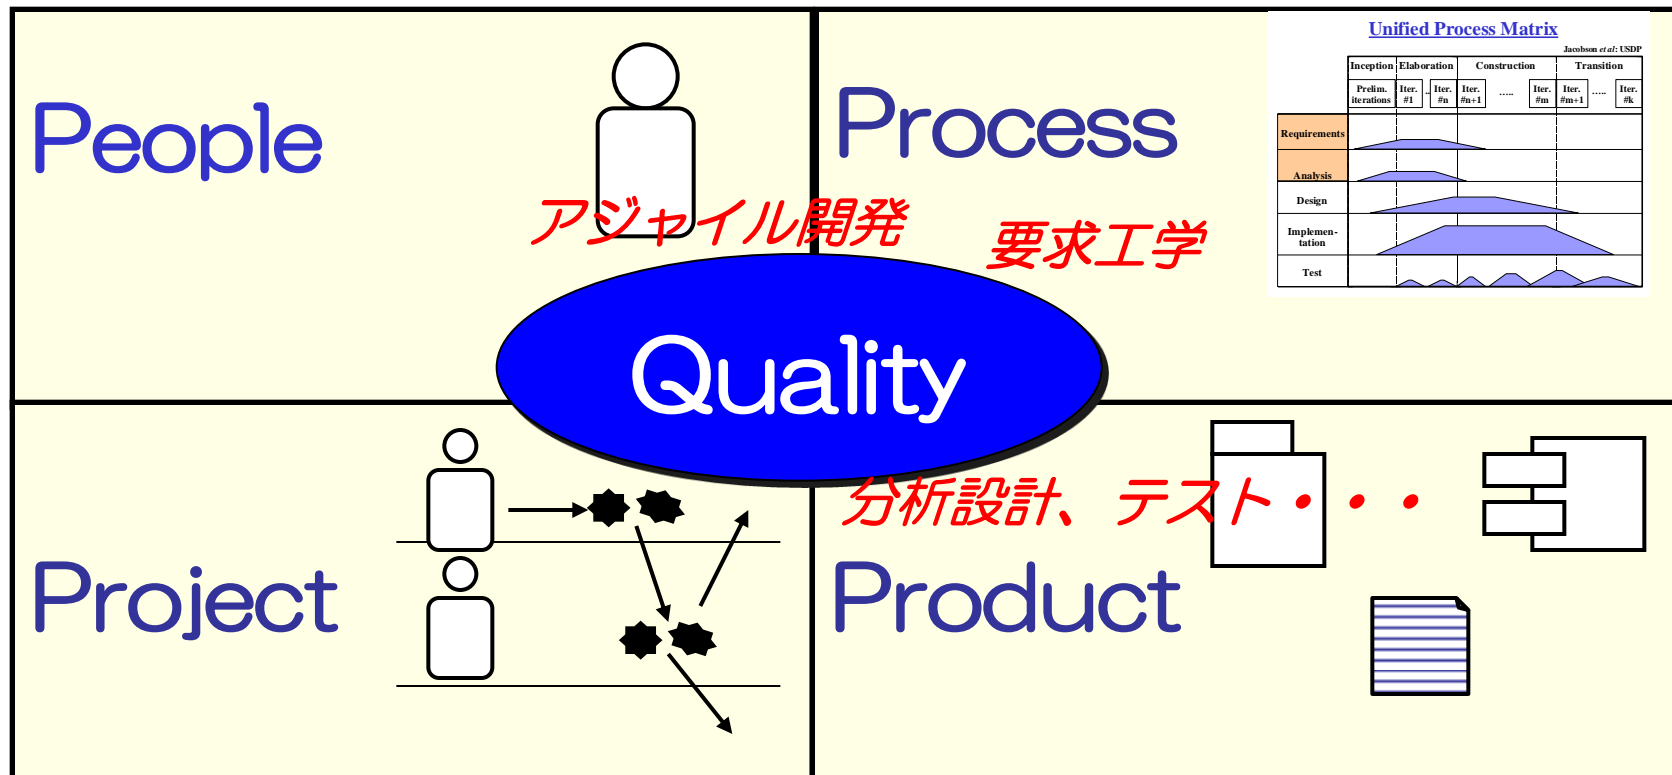 People
Process
アジャイル開発
要求工学
Unified Process Matrix
Jacobson et al: USDP
Inception Elaboration Construction Transition
Prelim. iterations Iter. #1 .. Iter. #n Iter. #n+1 ..... Iter. #m Iter. #m+1 ..... Iter. #k
Requirements
Analysis
Design
Implemen-
tation
Test
Quality
分析設計、テスト・・・
Project
Product